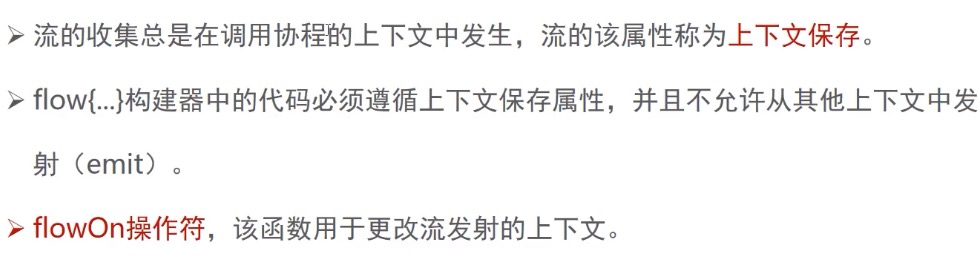 ➢ 流的收集总是在调用协程的上下文中发生，流的该属性称为上下文保存。
➢ flow{...}构建器中的代码必须遵循上下文保存属性，并且不允许从其他上下文中发
射（emit）。
➢ flowOn操作符，该函数用于更改流发射的上下文。